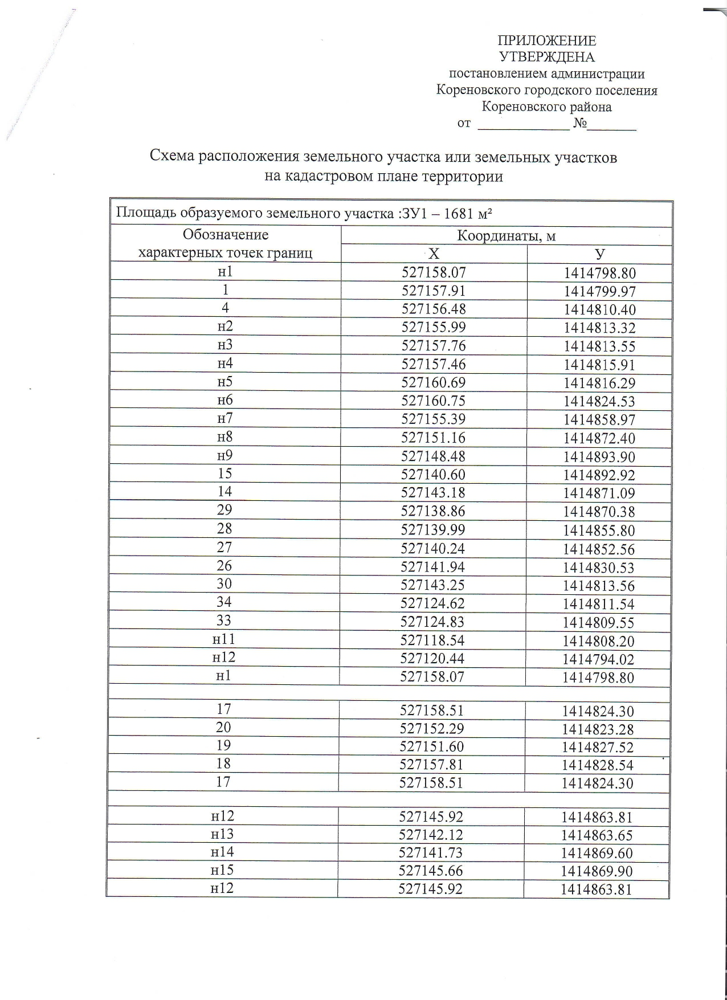 ПРИЛОЖЕНИЕ
УТВЕРЖДЕНА
постановлением администрации
Кореновского городского поселения
Кореновского района
от ____________ №______
Схема расположения земельного участка или земельных участков
на кадастровом плане территории
Площадь образуемого земельного участка :ЗУ1 – 1681 м²
Обозначение характерных точек границ
Координаты, м
Х У
н1 527158.07 1414798.80
1 527157.91 1414799.97
4 527156.48 1414810.40
н2 527155.99 1414813.32
н3 527157.76 1414813.55
н4 527157.46 1414815.91
н5 527160.69 1414816.29
н6 527160.75 1414824.53
н7 527155.39 1414858.97
н8 527151.16 1414872.40
н9 527148.48 1414893.90
15 527140.60 1414892.92
14 527143.18 1414871.09
29 527138.86 1414870.38
28 527139.99 1414855.80
27 527140.24 1414852.56
26 527141.94 1414830.53
30 527143.25 1414813.56
34 527124.62 1414811.54
33 527124.83 1414809.55
н11 527118.54 1414808.20
н12 527120.44 1414794.02
н1 527158.07 1414798.80
17 527158.51 1414824.30
20 527152.29 1414823.28
19 527151.60 1414827.52
18 527157.81 1414828.54
17 527158.51 1414824.30
н12 527145.92 1414863.81
н13 527142.12 1414863.65
н14 527141.73 1414869.60
н15 527145.66 1414869.90
н12 527145.92 1414863.81